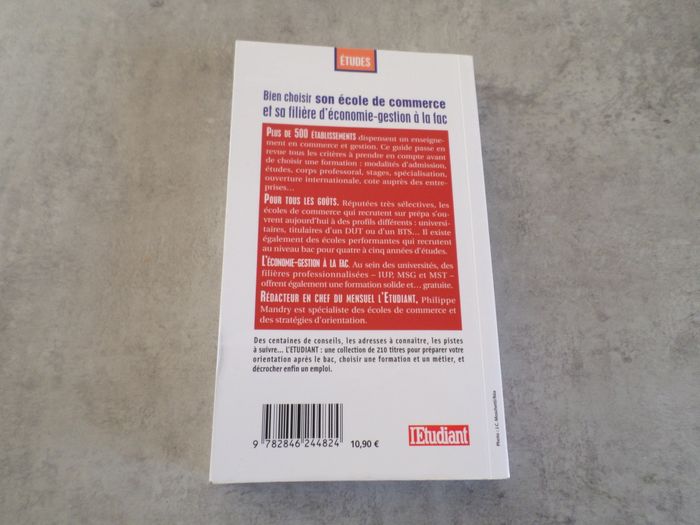 ÉTUDES
Bien choisir son école de commerce
et sa filière d'économie-gestion à la fac
PLUS DE 500 ÉTABLISSEMENTS dispensent un enseigne-
ment en commerce et gestion. Ce guide passe en
revue tous les critères à prendre en compte avant
de choisir une formation : modalités d'admission,
études, corps professoral, stages, spécialisation,
ouverture internationale, cote auprès des entre-
prises...
POUR TOUS LES GOÛTS. Réputées très sélectives, les
écoles de commerce qui recrutent sur prépa s'ou-
vrent aujourd'hui à des profils différents : universi-
taires, titulaires d'un DUT ou d'un BTS... Il existe
également des écoles performantes qui recrutent
au niveau bac pour quatre à cinq années d'études.
L'ÉCONOMIE-GESTION À LA FAC. Au sein des universités, des
filières professionnalisées – IUP, MSG et MST –
offrent également une formation solide et... gratuite.
RÉDACTEUR EN CHEF DU MENSUEL L'ETUDIANT, Philippe
Mandry est spécialiste des écoles de commerce et
des stratégies d'orientation.
Des centaines de conseils, les adresses à connaître, les pistes
à suivre... L'ETUDIANT : une collection de 210 titres pour préparer votre
orientation après le bac, choisir une formation et un métier, et
décrocher enfin un emploi.
9 782846 244824
10,90 €
l'Etudiant
Photo : J.C. Moschetti/Réa